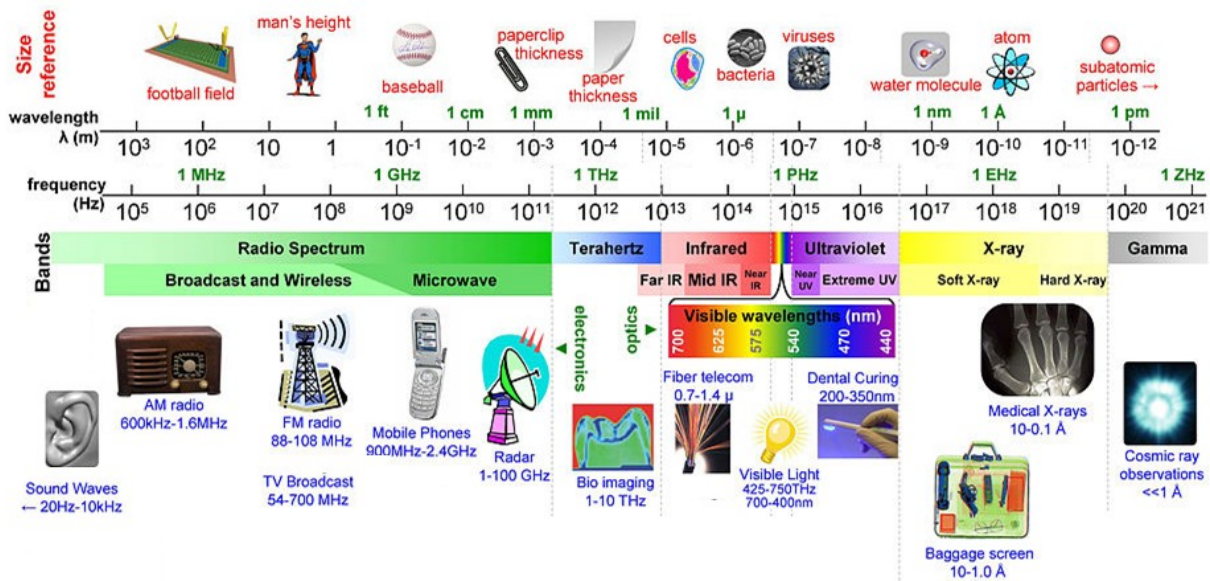 Size
reference
football field
man's height
baseball
paperclip
thickness
paper
thickness
cells
bacteria
viruses
water molecule
atom
subatomic
particles →
1 ft
1 cm
1 mm
1 mil
1 µ
1 nm
1 Å
1 pm
wavelength
λ (m)
10³ 10² 10 1 10⁻¹ 10⁻² 10⁻³ 10⁻⁴ 10⁻⁵ 10⁻⁶ 10⁻⁷ 10⁻⁸ 10⁻⁹ 10⁻¹⁰ 10⁻¹¹ 10⁻¹²
1 MHz
1 GHz
1 THz
1 PHz
1 EHz
1 ZHz
frequency
(Hz)
10⁵ 10⁶ 10⁷ 10⁸ 10⁹ 10¹⁰ 10¹¹ 10¹² 10¹³ 10¹⁴ 10¹⁵ 10¹⁶ 10¹⁷ 10¹⁸ 10¹⁹ 10²⁰ 10²¹
Bands
Radio Spectrum
Terahertz
Infrared
Ultraviolet
X-ray
Gamma
Broadcast and Wireless
Microwave
Far IR
Mid IR
Near
IR
Near
UV
Extreme UV
Soft X-ray
Hard X-ray
electronics
optics
Visible wavelengths (nm)
700
625
575
540
470
440
Sound Waves
← 20Hz-10kHz
AM radio
600kHz-1.6MHz
FM radio
88-108 MHz
TV Broadcast
54-700 MHz
Mobile Phones
900MHz-2.4GHz
Radar
1-100 GHz
Bio imaging
1-10 THz
Fiber telecom
0.7-1.4 µ
Visible Light
425-750THz
700-400nm
Dental Curing
200-350nm
Medical X-rays
10-0.1 Å
Baggage screen
10-1.0 Å
Cosmic ray
observations
<<1 Å